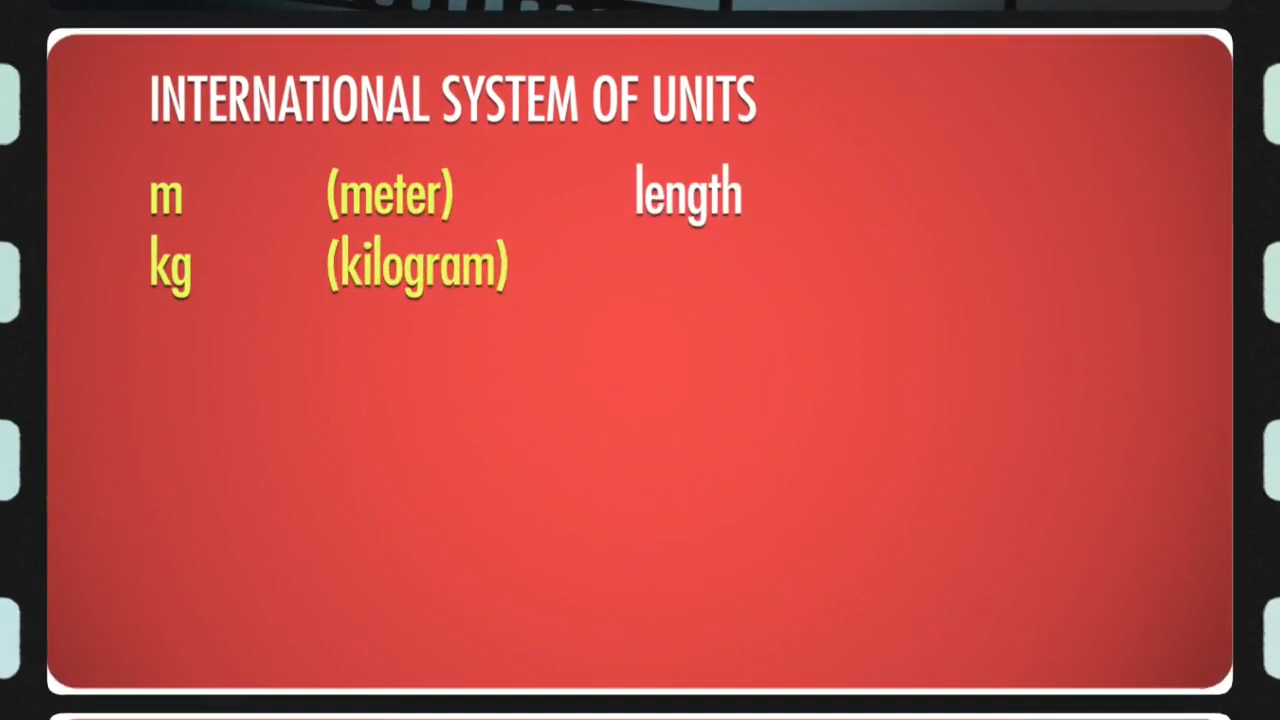 INTERNATIONAL SYSTEM OF UNITS
m (meter) length
kg (kilogram)